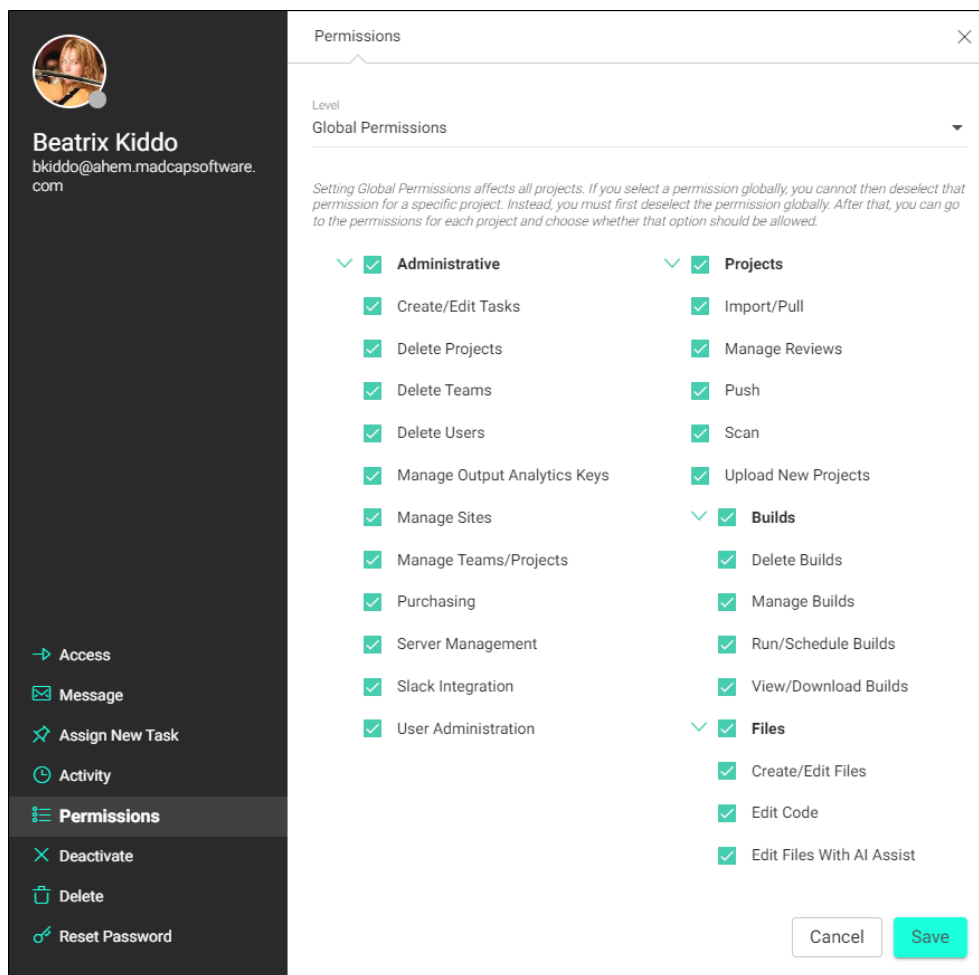 Beatrix Kiddo
bkiddo@ahem.madcapsoftware.
com
Access
Message
Assign New Task
Activity
Permissions
Deactivate
Delete
Reset Password
Permissions
Level
Global Permissions
Setting Global Permissions affects all projects. If you select a permission globally, you cannot then deselect that
permission for a specific project. Instead, you must first deselect the permission globally. After that, you can go
to the permissions for each project and choose whether that option should be allowed.
Administrative
Create/Edit Tasks
Delete Projects
Delete Teams
Delete Users
Manage Output Analytics Keys
Manage Sites
Manage Teams/Projects
Purchasing
Server Management
Slack Integration
User Administration
Projects
Import/Pull
Manage Reviews
Push
Scan
Upload New Projects
Builds
Delete Builds
Manage Builds
Run/Schedule Builds
View/Download Builds
Files
Create/Edit Files
Edit Code
Edit Files With AI Assist
Cancel
Save